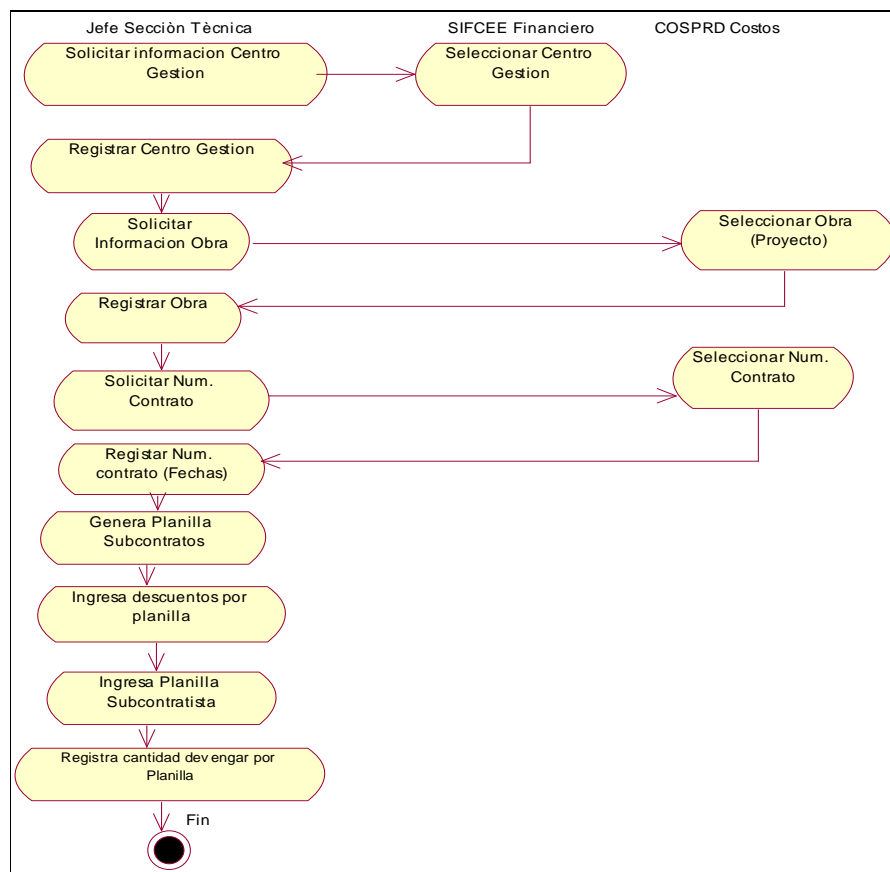 Jefe Secciòn Tècnica
SIFCEE Financiero
COSPRD Costos
Solicitar informacion Centro
Gestion
Seleccionar Centro
Gestion
Registrar Centro Gestion
Solicitar
Informacion Obra
Seleccionar Obra
(Proyecto)
Registrar Obra
Solicitar Num.
Contrato
Seleccionar Num.
Contrato
Registar Num.
contrato (Fechas)
Genera Planilla
Subcontratos
Ingresa descuentos por
planilla
Ingresa Planilla
Subcontratista
Registra cantidad devengar por
Planilla
Fin